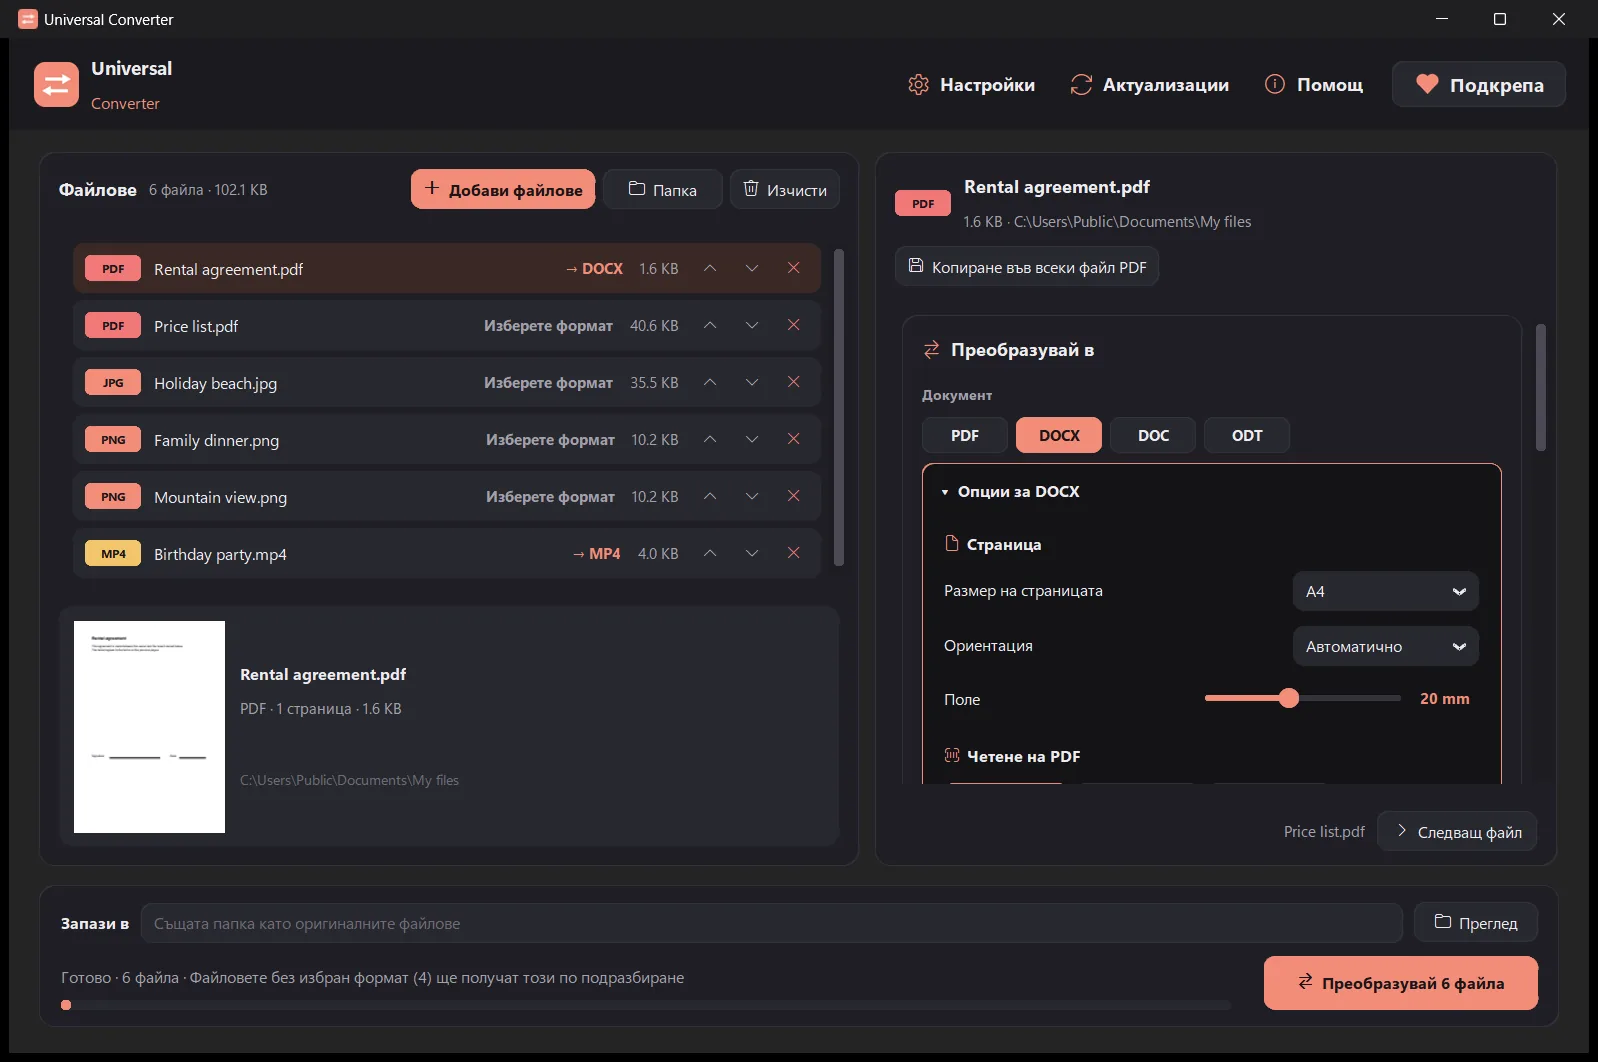 Universal Converter
Universal
Converter
Настройки
Актуализации
Помощ
Подкрепа
Файлове 6 файла · 102.1 KB
Добави файлове
Папка
Изчисти
PDF Rental agreement.pdf → DOCX 1.6 KB
PDF Price list.pdf Изберете формат 40.6 KB
JPG Holiday beach.jpg Изберете формат 35.5 KB
PNG Family dinner.png Изберете формат 10.2 KB
PNG Mountain view.png Изберете формат 10.2 KB
MP4 Birthday party.mp4 → MP4 4.0 KB
Rental agreement
Rental agreement.pdf
PDF · 1 страница · 1.6 KB
C:\Users\Public\Documents\My files
PDF
Rental agreement.pdf
1.6 KB · C:\Users\Public\Documents\My files
Копиране във всеки файл PDF
Преобразувай в
Документ
PDF DOCX DOC ODT
Опции за DOCX
Страница
Размер на страницата A4
Ориентация Автоматично
Поле 20 mm
Четене на PDF
Price list.pdf
Следващ файл
Запази в
Същата папка като оригиналните файлове
Преглед
Готово · 6 файла · Файловете без избран формат (4) ще получат този по подразбиране
Преобразувай 6 файла